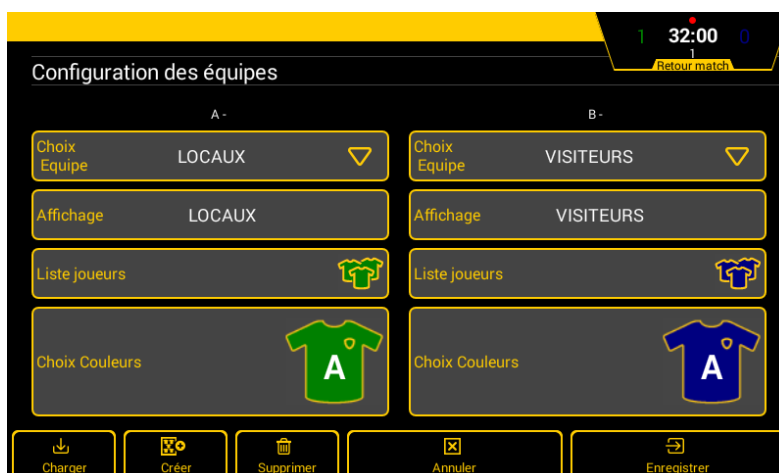 1 32:00 0
1
Retour match
Configuration des équipes
A -
B -
Choix
Equipe
LOCAUX
Choix
Equipe
VISITEURS
Affichage LOCAUX
Affichage VISITEURS
Liste joueurs
Liste joueurs
Choix Couleurs
A
Choix Couleurs
A
Charger
Créer
Supprimer
Annuler
Enregistrer